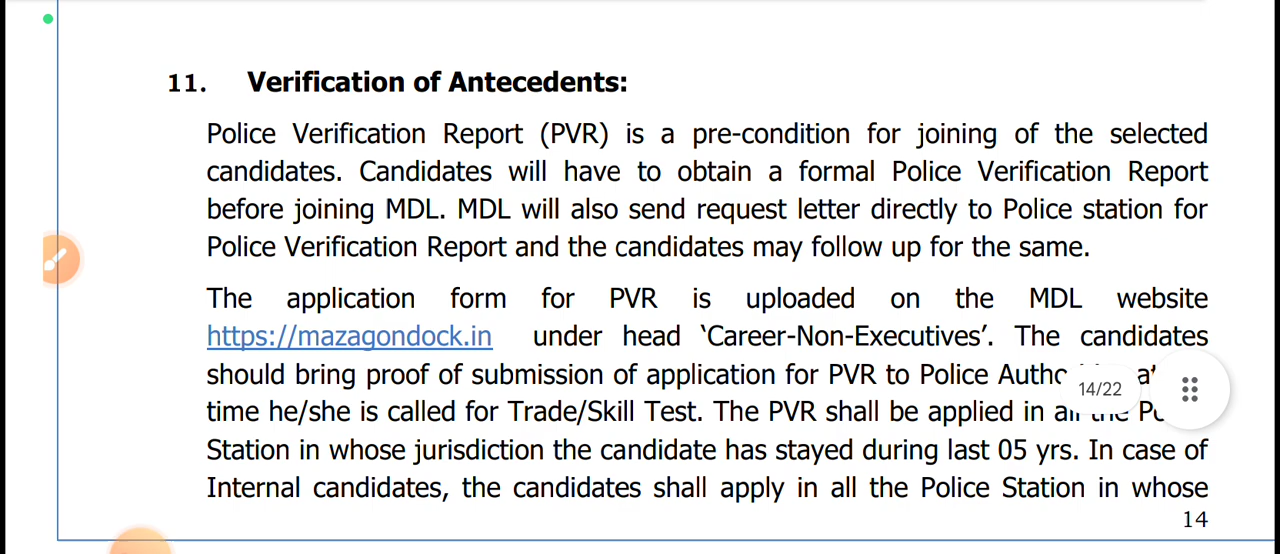 11. Verification of Antecedents:
Police Verification Report (PVR) is a pre-condition for joining of the selected
candidates. Candidates will have to obtain a formal Police Verification Report
before joining MDL. MDL will also send request letter directly to Police station for
Police Verification Report and the candidates may follow up for the same.
The application form for PVR is uploaded on the MDL website
https://mazagondock.in under head ‘Career-Non-Executives’. The candidates
should bring proof of submission of application for PVR to Police
14/22
time he/she is called for Trade/Skill Test. The PVR shall be applied in all the
Station in whose jurisdiction the candidate has stayed during last 05 yrs. In case of
Internal candidates, the candidates shall apply in all the Police Station in whose
14